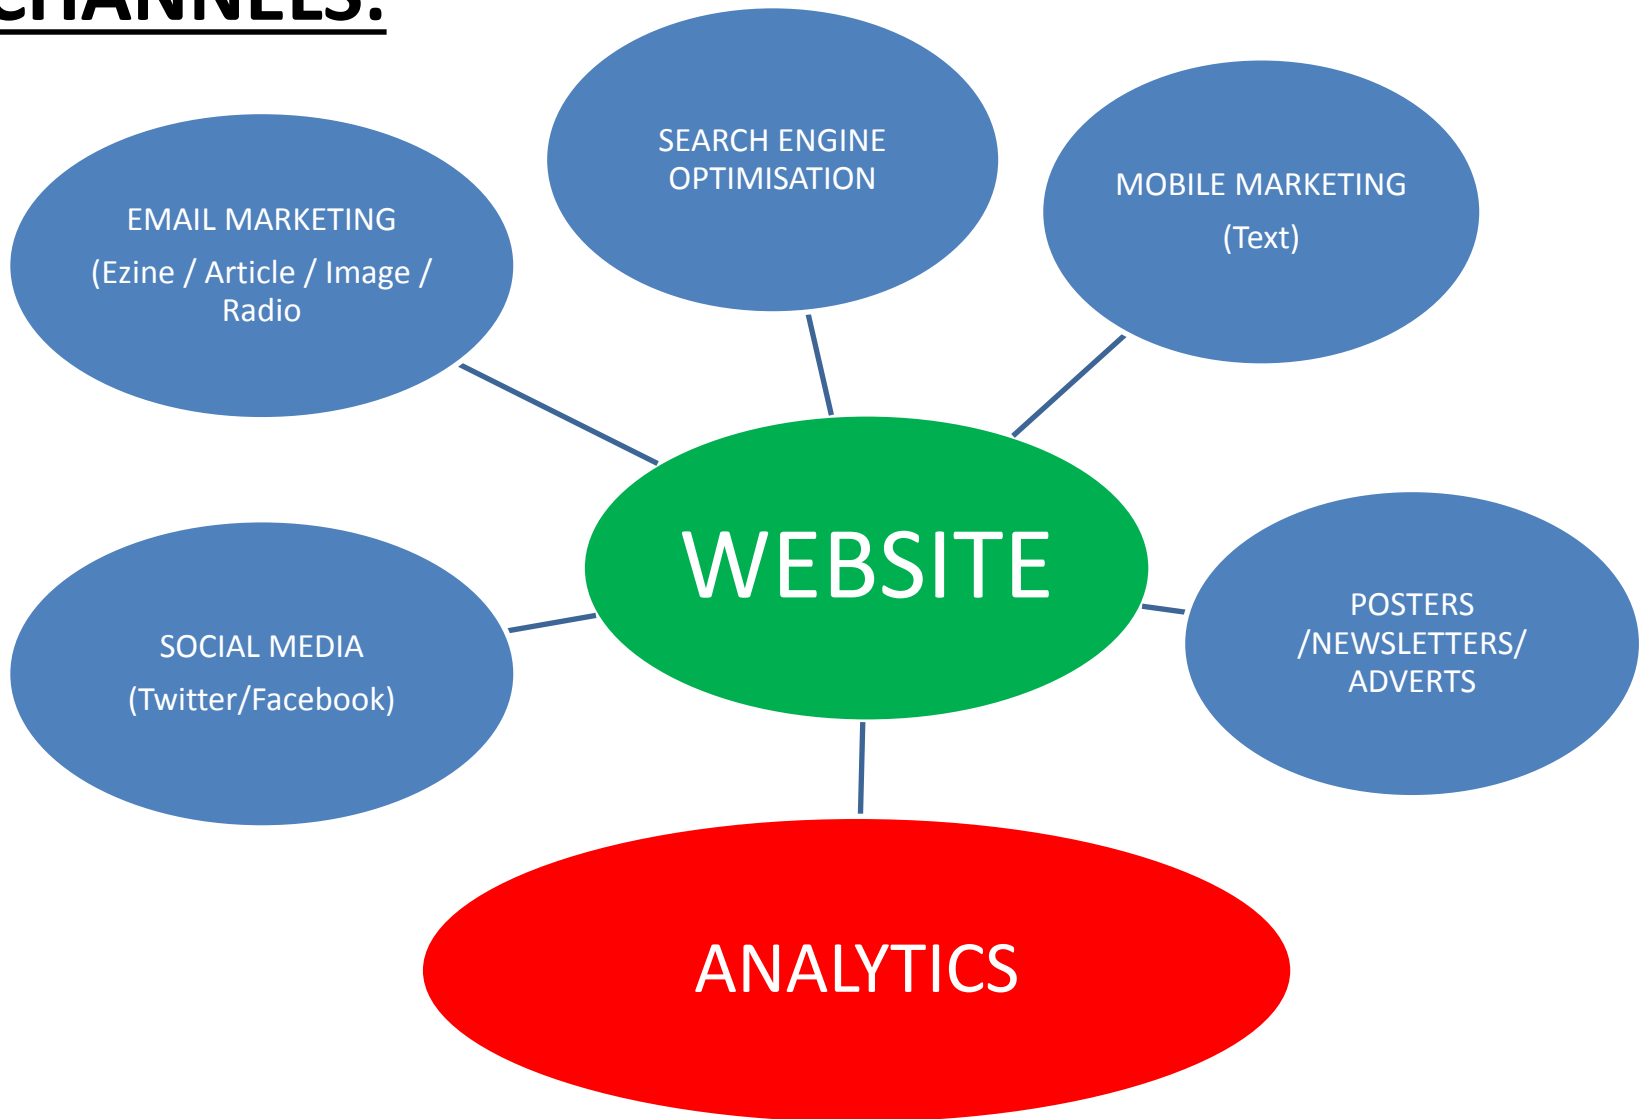 CHANNELS:
SEARCH ENGINE
OPTIMISATION
MOBILE MARKETING
(Text)
EMAIL MARKETING
(Ezine / Article / Image /
Radio
WEBSITE
POSTERS
/NEWSLETTERS/
ADVERTS
SOCIAL MEDIA
(Twitter/Facebook)
ANALYTICS